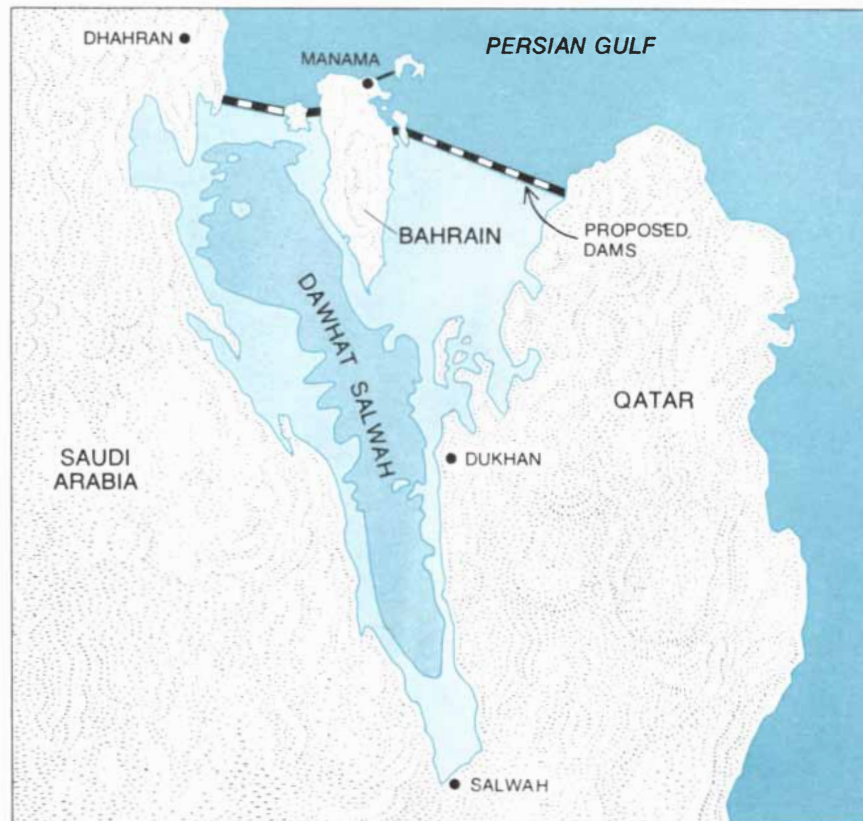 DHAHRAN
MANAMA
PERSIAN GULF
PROPOSED
DAMS
BAHRAIN
DAWHAT SALWAH
QATAR
SAUDI
ARABIA
DUKHAN
SALWAH